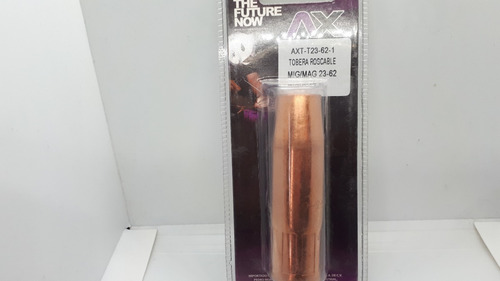 THE
FUTURE
NOW
AX
AXT-T23-62-1
TOBERA ROSCABLE
MIG/MAG 23-62